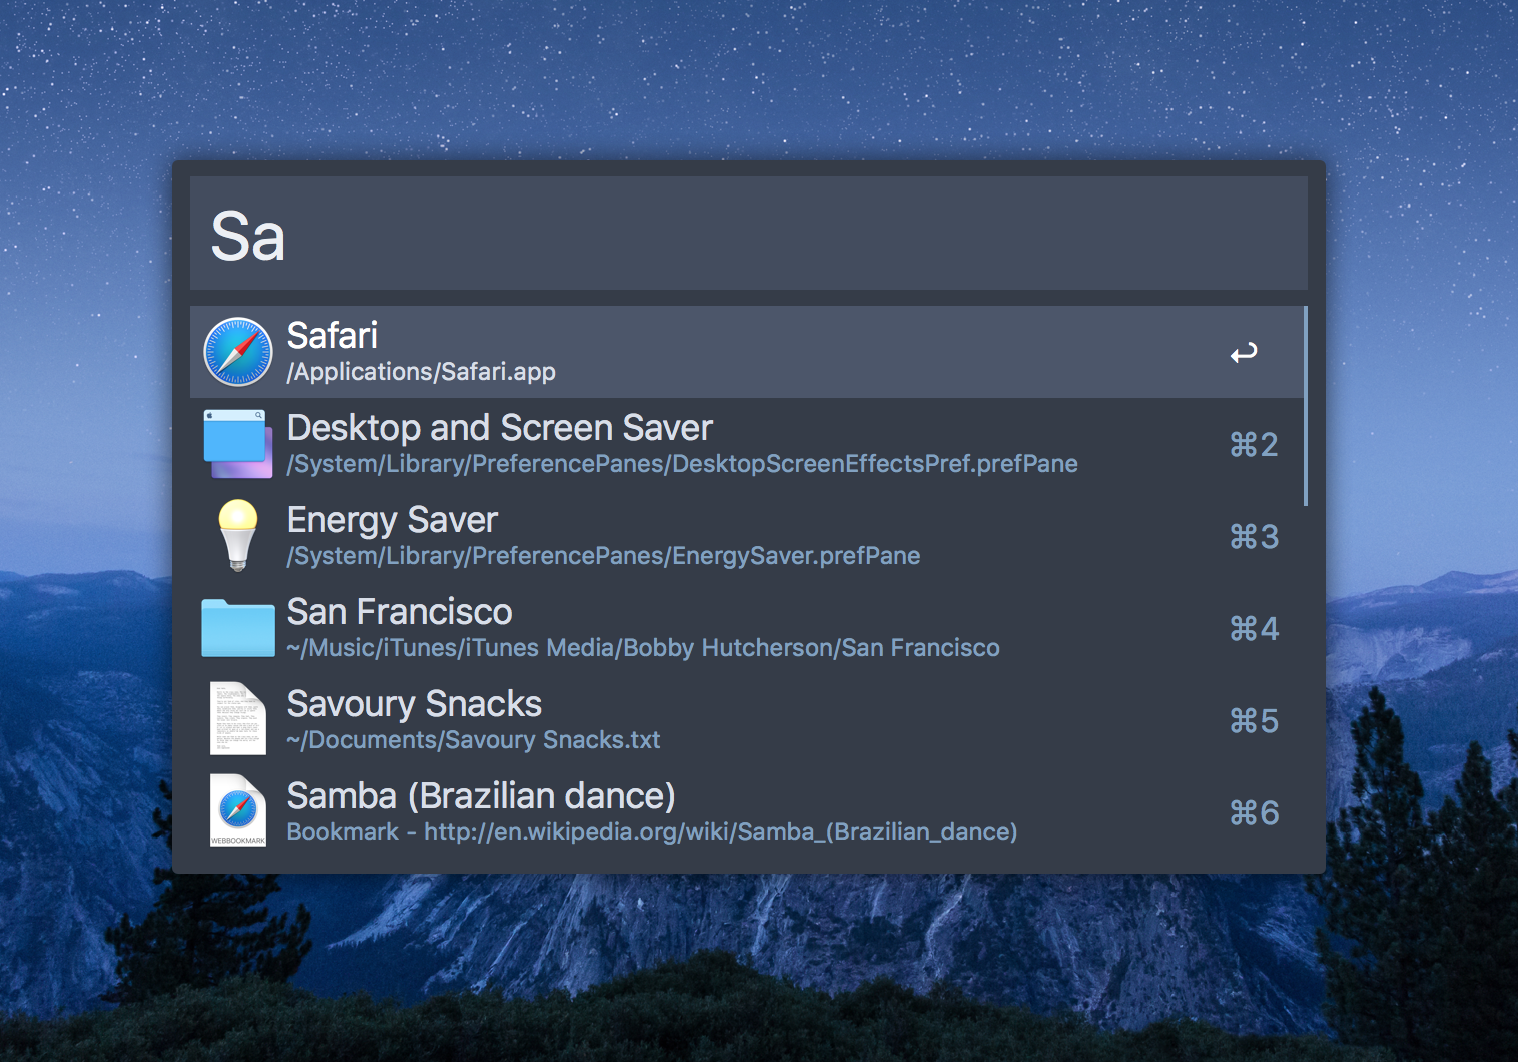 Sa
Safari
/Applications/Safari.app
↩
Desktop and Screen Saver
/System/Library/PreferencePanes/DesktopScreenEffectsPref.prefPane
⌘2
Energy Saver
/System/Library/PreferencePanes/EnergySaver.prefPane
⌘3
San Francisco
~/Music/iTunes/iTunes Media/Bobby Hutcherson/San Francisco
⌘4
Savoury Snacks
~/Documents/Savoury Snacks.txt
⌘5
Samba (Brazilian dance)
Bookmark - http://en.wikipedia.org/wiki/Samba_(Brazilian_dance)
⌘6
WEBBOOKMARK